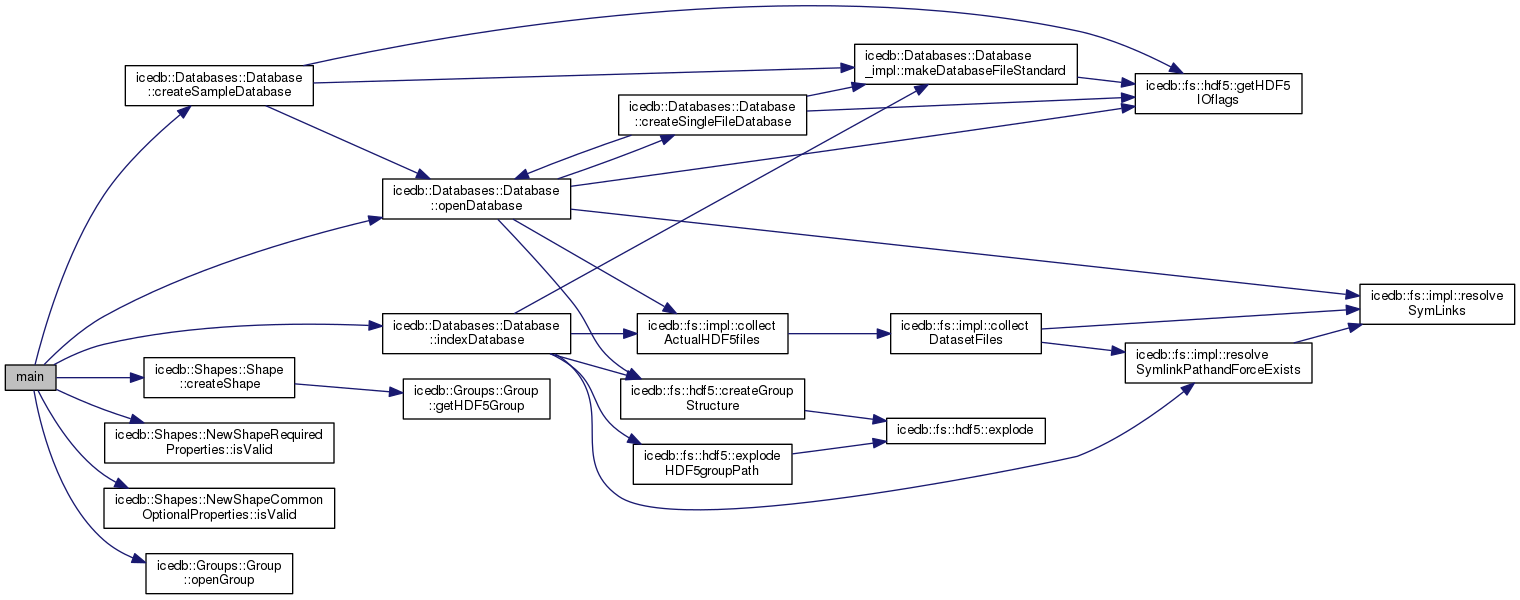 icedb::Databases::Database
::createSampleDatabase
icedb::Databases::Database
_impl::makeDatabaseFileStandard
icedb::fs::hdf5::getHDF5
IOflags
icedb::Databases::Database
::createSingleFileDatabase
icedb::Databases::Database
::openDatabase
icedb::fs::impl::resolve
SymLinks
icedb::Databases::Database
::indexDatabase
icedb::fs::impl::collect
ActualHDF5files
icedb::fs::impl::collect
DatasetFiles
icedb::fs::impl::resolve
SymlinkPathandForceExists
main
icedb::Shapes::Shape
::createShape
icedb::Groups::Group
::getHDF5Group
icedb::fs::hdf5::createGroup
Structure
icedb::fs::hdf5::explode
icedb::Shapes::NewShapeRequired
Properties::isValid
icedb::fs::hdf5::explode
HDF5groupPath
icedb::Shapes::NewShapeCommon
OptionalProperties::isValid
icedb::Groups::Group
::openGroup